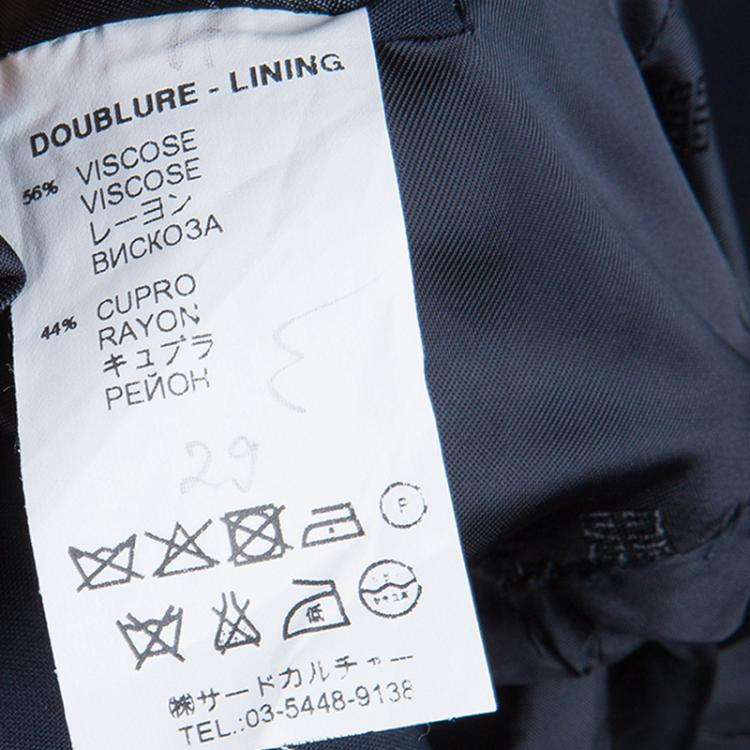 DOUBLURE - LINING
56% VISCOSE
VISCOSE
レーヨン
ВИСКОЗА
44% CUPRO
RAYON
キュプラ
РЕЙОН
29
P
低
㈱サードカルチャー
TEL.:03-5448-9138